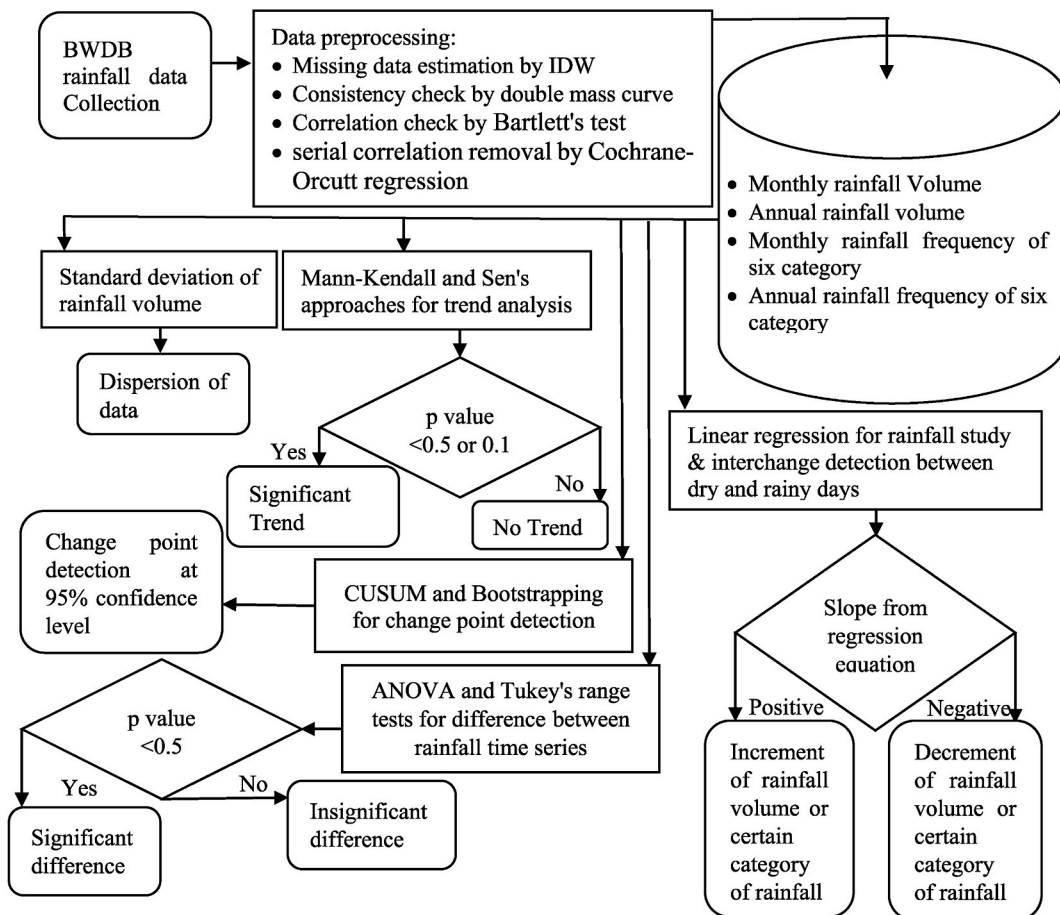 BWDB
rainfall data
Collection
Data preprocessing:
• Missing data estimation by IDW
• Consistency check by double mass curve
• Correlation check by Bartlett's test
• serial correlation removal by Cochrane-
Orcutt regression
• Monthly rainfall Volume
• Annual rainfall volume
• Monthly rainfall frequency of
six category
• Annual rainfall frequency of six
category
Standard deviation of
rainfall volume
Mann-Kendall and Sen's
approaches for trend analysis
Dispersion of
data
p value
<0.5 or 0.1
Yes
No
Significant
Trend
No Trend
Linear regression for rainfall study
& interchange detection between
dry and rainy days
Change point
detection at
95% confidence
level
CUSUM and Bootstrapping
for change point detection
Slope from
regression
equation
Positive
Negative
ANOVA and Tukey's range
tests for difference between
rainfall time series
p value
<0.5
Yes
No
Significant
difference
Insignificant
difference
Increment
of rainfall
volume or
certain
category
of rainfall
Decrement
of rainfall
volume or
certain
category
of rainfall